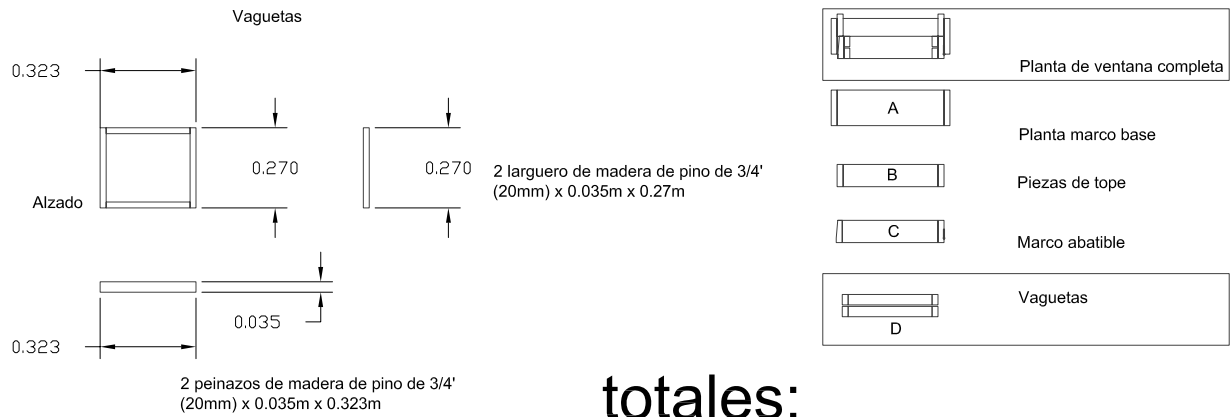 Vaguetas
0.323
0.270
0.270
2 larguero de madera de pino de 3/4'
(20mm) x 0.035m x 0.27m
Alzado
0.035
0.323
2 peinazos de madera de pino de 3/4'
(20mm) x 0.035m x 0.323m
Planta de ventana completa
A
Planta marco base
B
Piezas de tope
C
Marco abatible
Vaguetas
D
totales: